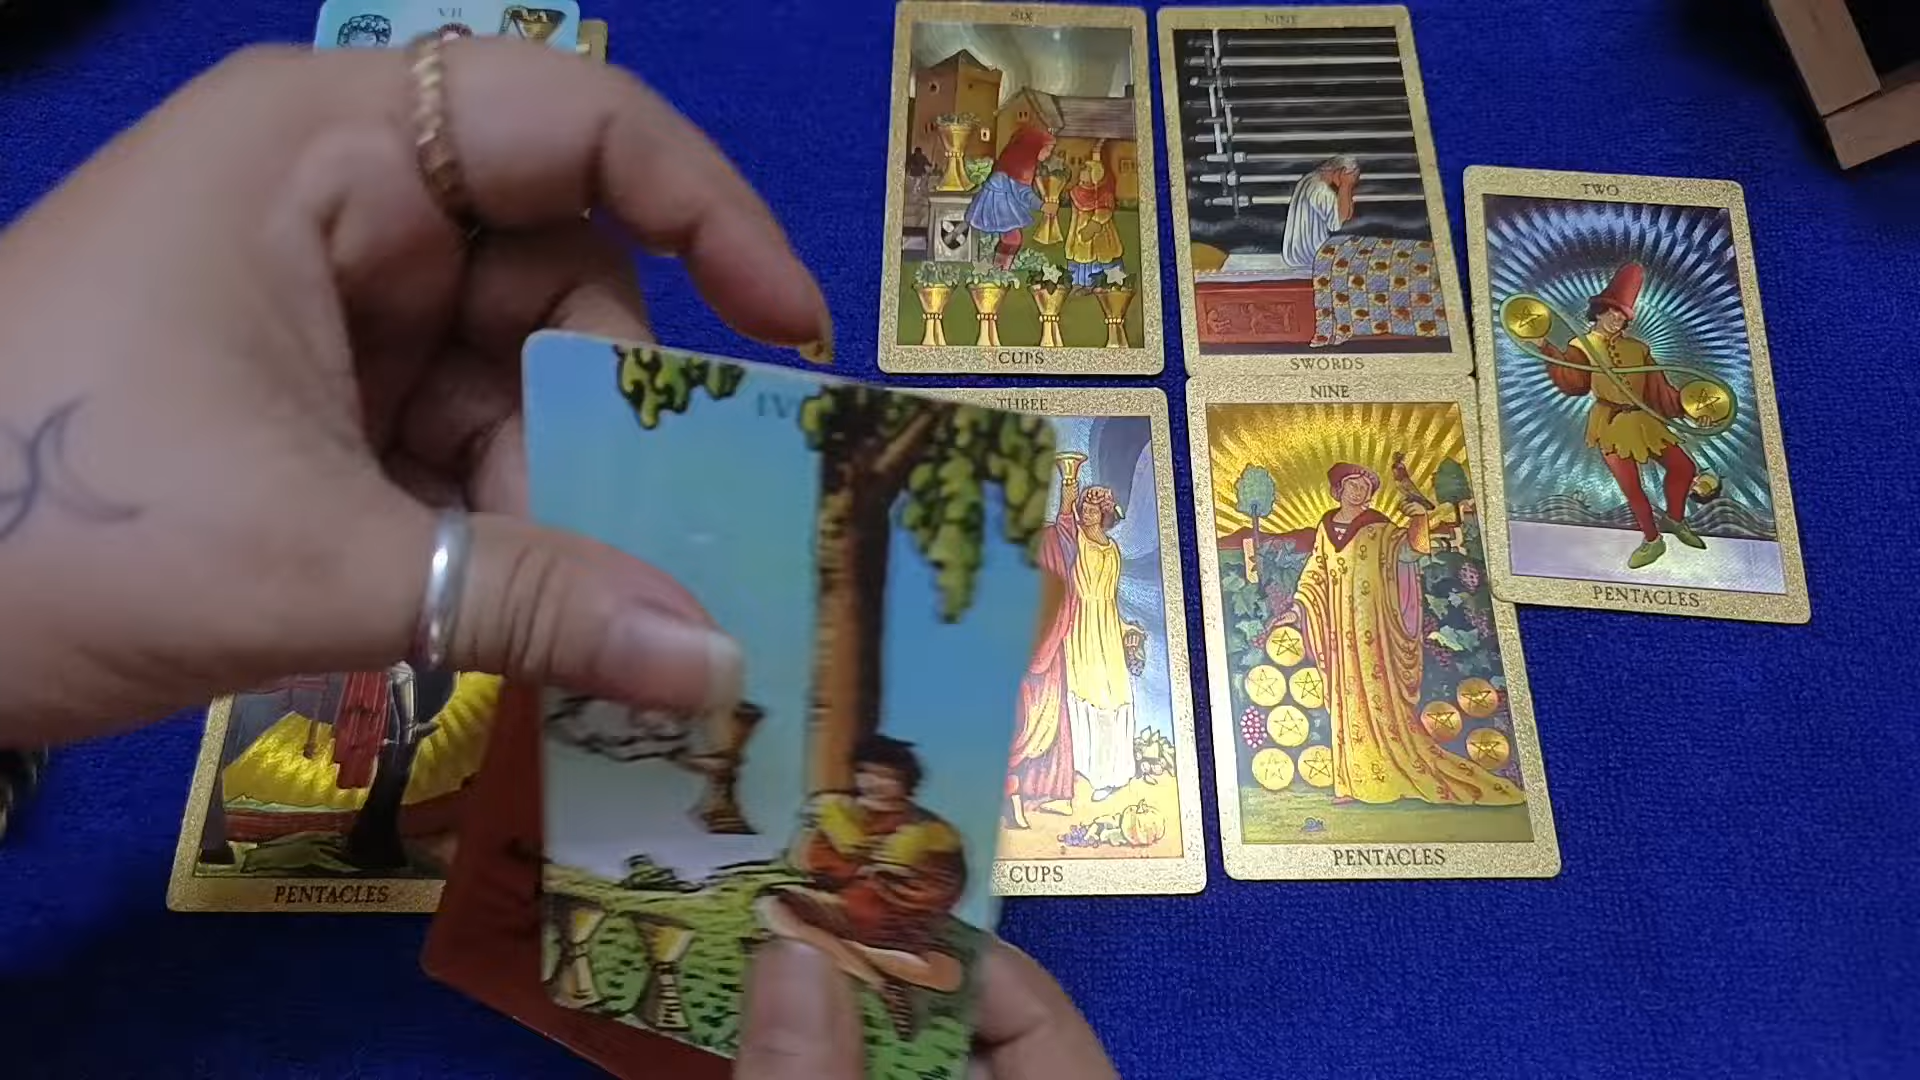 VII
SIX
CUPS
NINE
SWORDS
TWO
PENTACLES
IV
THREE
CUPS
NINE
PENTACLES
PENTACLES